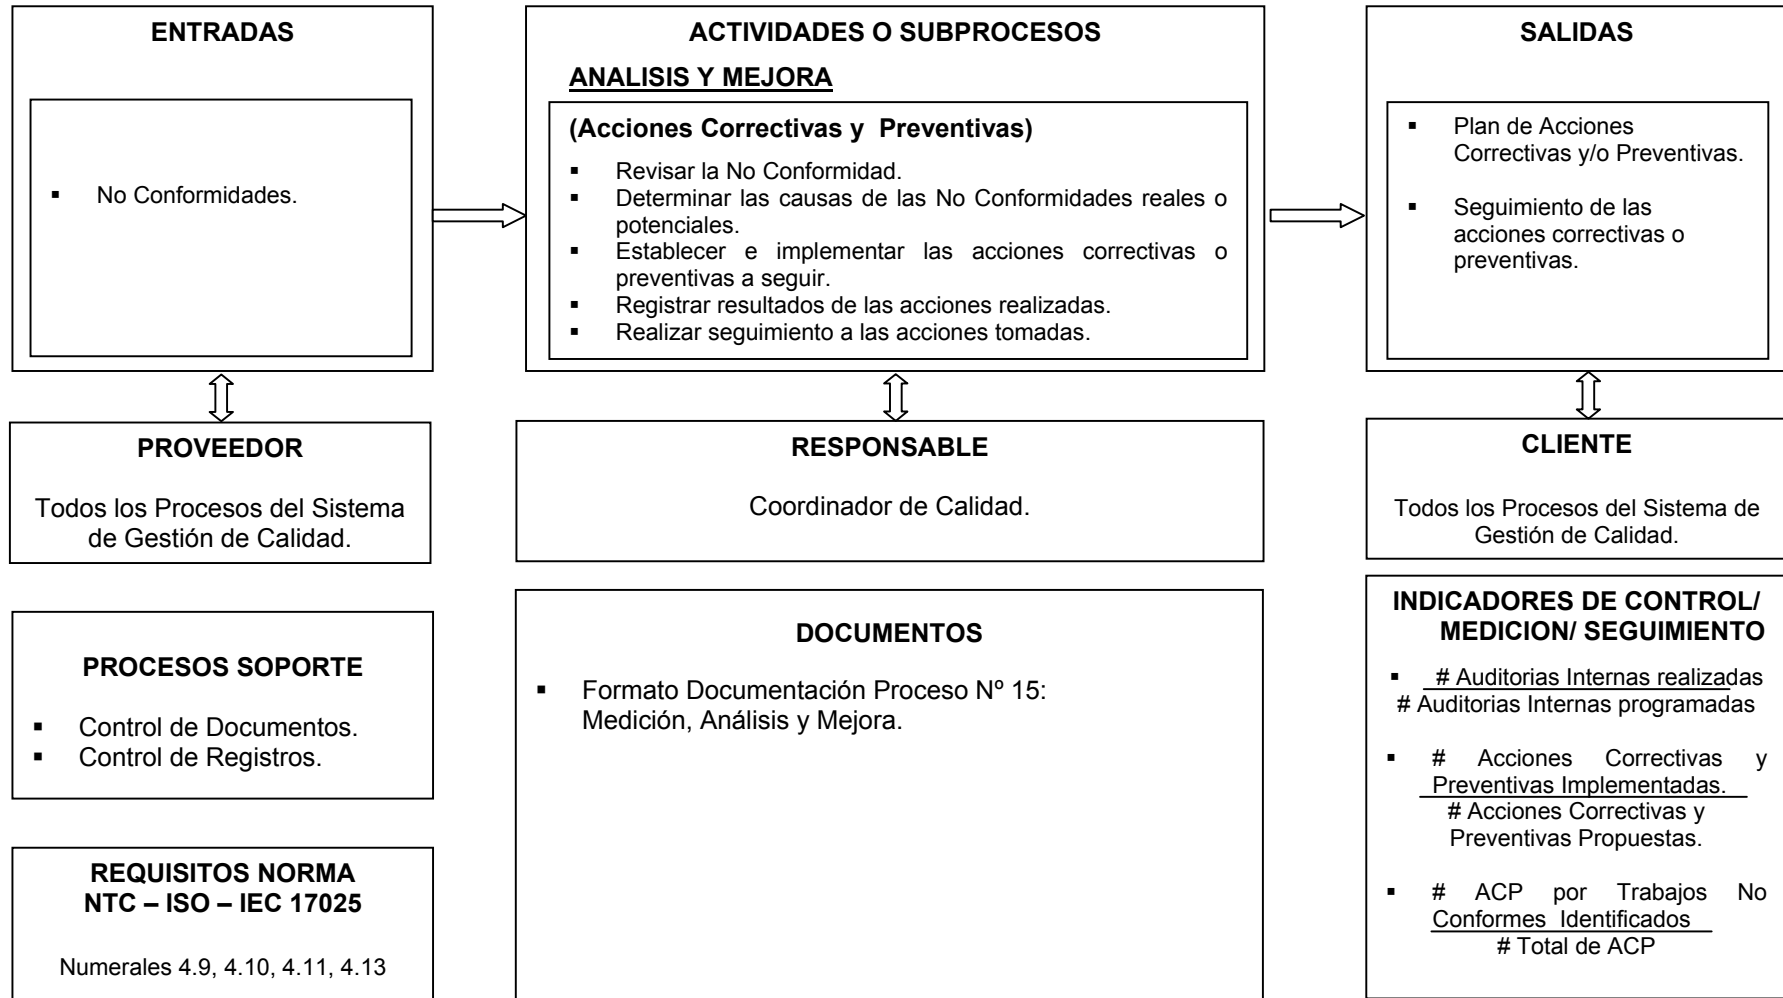 ENTRADAS
▪ No Conformidades.
ACTIVIDADES O SUBPROCESOS
ANALISIS Y MEJORA
(Acciones Correctivas y Preventivas)
▪ Revisar la No Conformidad.
▪ Determinar las causas de las No Conformidades reales o
potenciales.
▪ Establecer e implementar las acciones correctivas o
preventivas a seguir.
▪ Registrar resultados de las acciones realizadas.
▪ Realizar seguimiento a las acciones tomadas.
SALIDAS
▪ Plan de Acciones
Correctivas y/o Preventivas.
▪ Seguimiento de las
acciones correctivas o
preventivas.
PROVEEDOR
Todos los Procesos del Sistema
de Gestión de Calidad.
RESPONSABLE
Coordinador de Calidad.
CLIENTE
Todos los Procesos del Sistema de
Gestión de Calidad.
PROCESOS SOPORTE
▪ Control de Documentos.
▪ Control de Registros.
DOCUMENTOS
▪ Formato Documentación Proceso Nº 15:
Medición, Análisis y Mejora.
INDICADORES DE CONTROL/
MEDICION/ SEGUIMIENTO
▪ # Auditorias Internas realizadas
# Auditorias Internas programadas
▪ # Acciones Correctivas y
Preventivas Implementadas.
# Acciones Correctivas y
Preventivas Propuestas.
▪ # ACP por Trabajos No
Conformes Identificados
# Total de ACP
REQUISITOS NORMA
NTC – ISO – IEC 17025
Numerales 4.9, 4.10, 4.11, 4.13